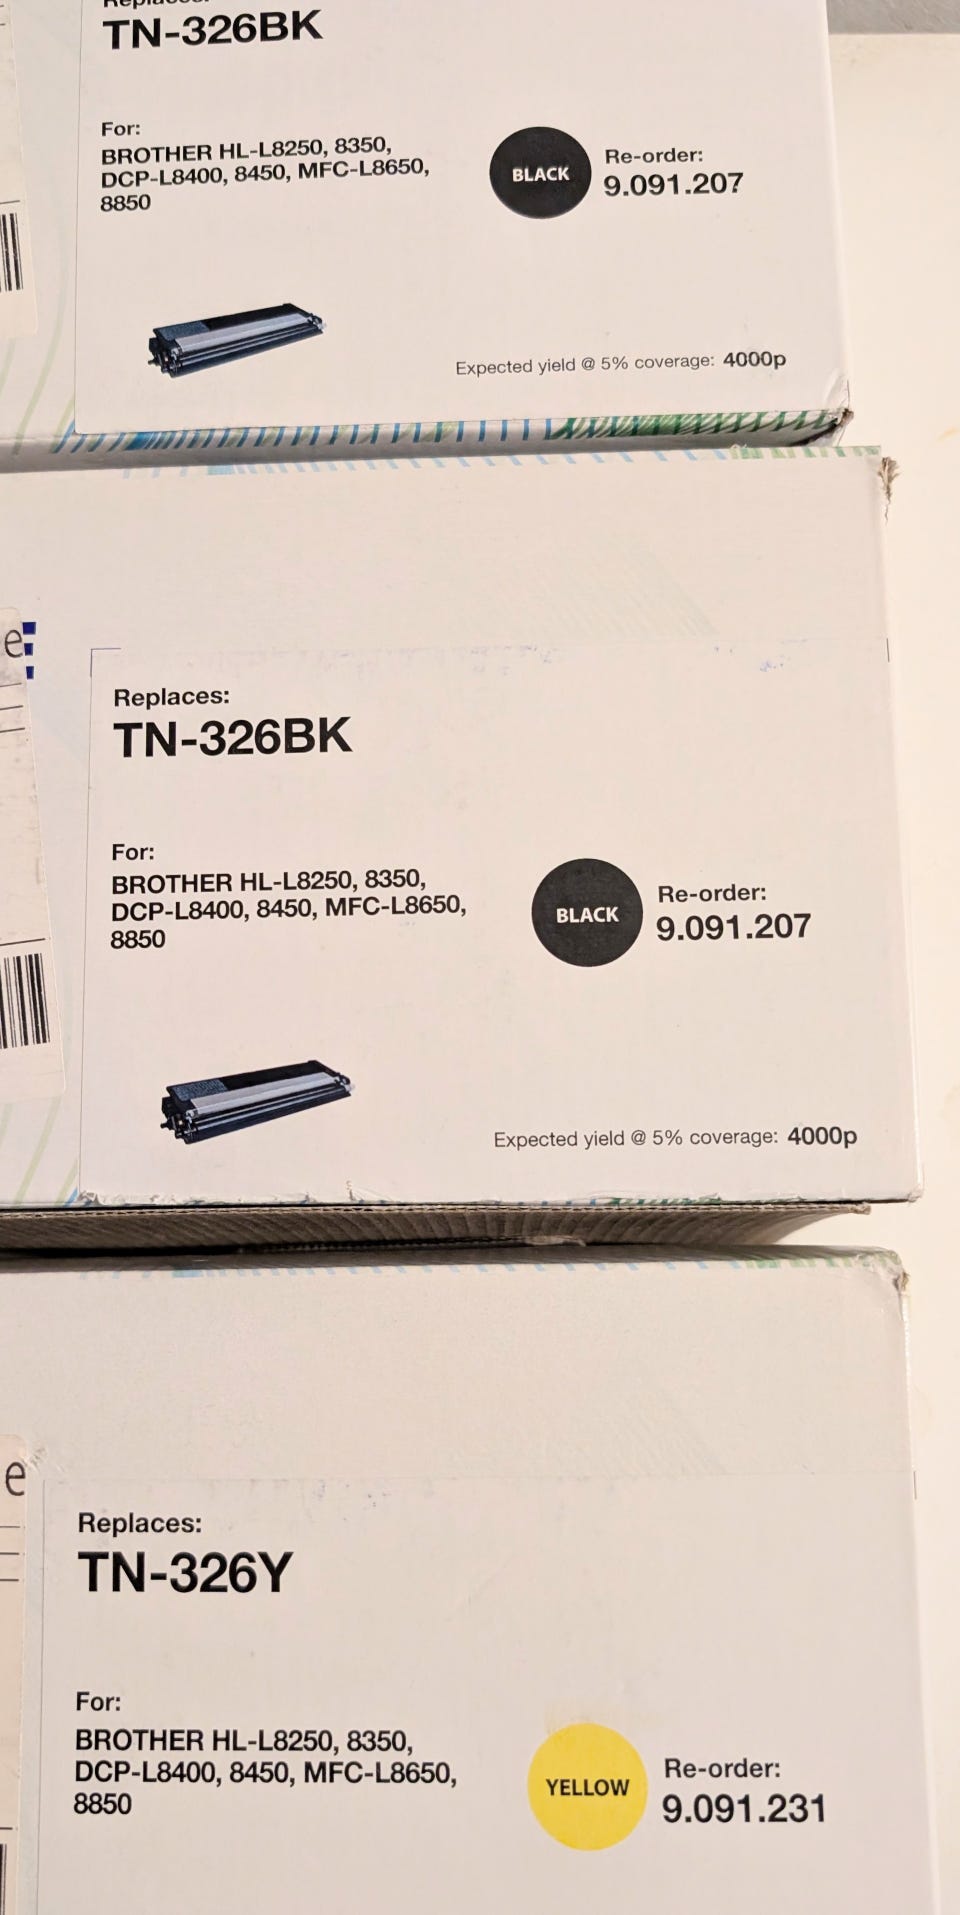 Replaces:
TN-326BK
For:
BROTHER HL-L8250, 8350,
DCP-L8400, 8450, MFC-L8650,
8850
BLACK
Re-order:
9.091.207
Expected yield @ 5% coverage: 4000p
e
Replaces:
TN-326BK
For:
BROTHER HL-L8250, 8350,
DCP-L8400, 8450, MFC-L8650,
8850
BLACK
Re-order:
9.091.207
Expected yield @ 5% coverage: 4000p
e
Replaces:
TN-326Y
For:
BROTHER HL-L8250, 8350,
DCP-L8400, 8450, MFC-L8650,
8850
YELLOW
Re-order:
9.091.231